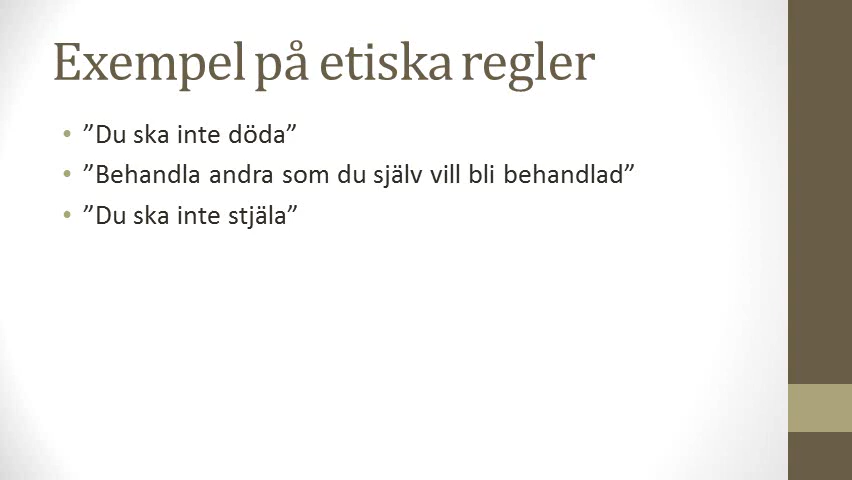 Exempel på etiska regler
• ”Du ska inte döda”
• ”Behandla andra som du själv vill bli behandlad”
• ”Du ska inte stjäla”